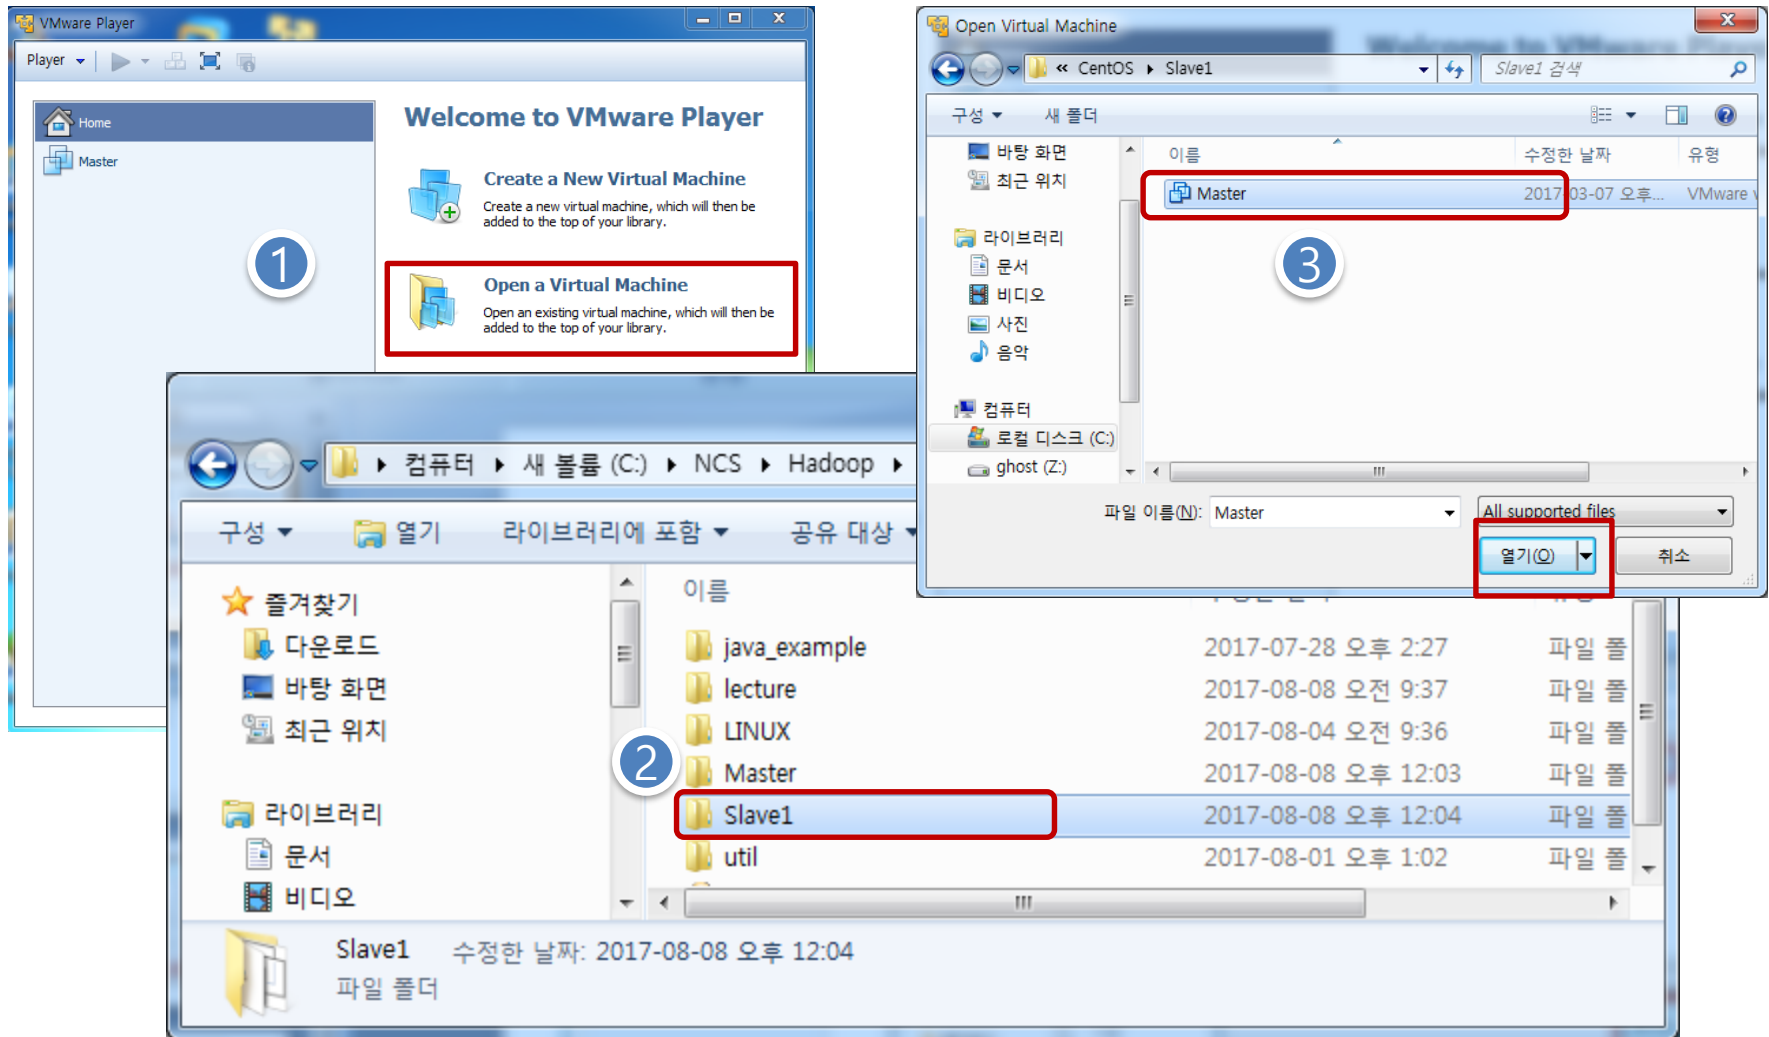 VMware Player
Player
Home
Master
Welcome to VMware Player
Create a New Virtual Machine
Create a new virtual machine, which will then be
added to the top of your library.
Open a Virtual Machine
Open an existing virtual machine, which will then be
added to the top of your library.
1
컴퓨터 새 볼륨 (C:) NCS Hadoop
구성 열기 라이브러리에 포함 공유 대상
즐겨찾기
다운로드
바탕 화면
최근 위치
라이브러리
문서
비디오
이름
java_example 2017-07-28 오후 2:27 파일 폴
lecture 2017-08-08 오전 9:37 파일 폴
LINUX 2017-08-04 오전 9:36 파일 폴
Master 2017-08-08 오후 12:03 파일 폴
Slave1 2017-08-08 오후 12:04 파일 폴
util 2017-08-01 오후 1:02 파일 폴
2
Slave1 수정한 날짜: 2017-08-08 오후 12:04
파일 폴더
Open Virtual Machine
« CentOS Slave1
Slave1 검색
구성 새 폴더
바탕 화면
최근 위치
라이브러리
문서
비디오
사진
음악
컴퓨터
로컬 디스크 (C:)
ghost (Z:)
이름 수정한 날짜 유형
Master 2017-03-07 오후... VMware v
3
파일 이름(N): Master
All supported files
열기(O) 취소